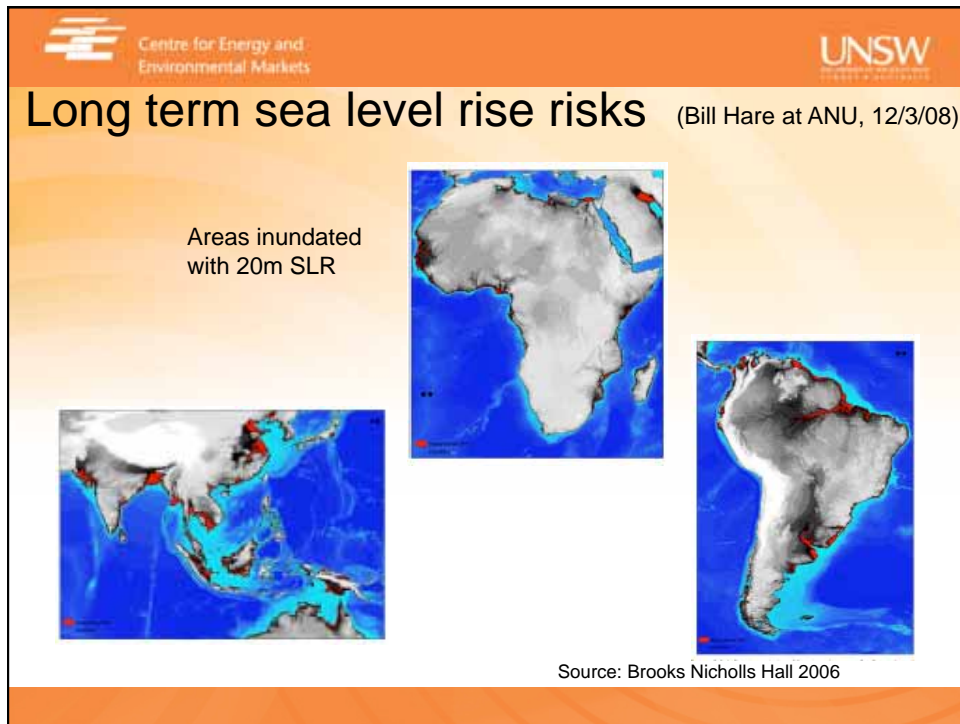 Centre for Energy and
Environmental Markets
UNSW
Long term sea level rise risks (Bill Hare at ANU, 12/3/08)
Areas inundated
with 20m SLR
Source: Brooks Nicholls Hall 2006